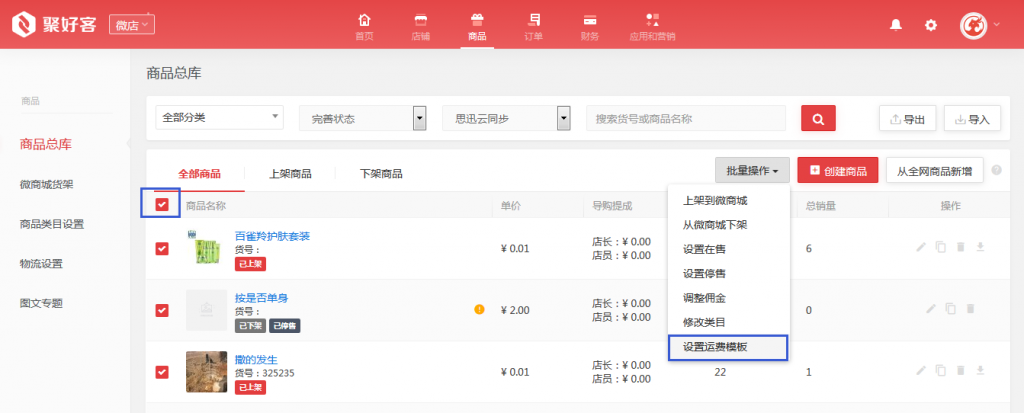 聚好客 微店
首页 店铺 商品 订单 财务 应用和营销
商品
商品总库
微商城货架
商品类目设置
物流设置
图文专题
商品总库
全部分类 完善状态 思迅云同步 搜索货号或商品名称 导出 导入
全部商品 上架商品 下架商品 批量操作 创建商品 从全网商品新增
商品名称 单价 导购提成 总销量 操作
上架到微商城
从微商城下架
设置在售
设置停售
调整佣金
修改类目
设置运费模板
百雀羚护肤套装
货号：
已上架
¥ 0.01
店长：¥ 0.00
店员：¥ 0.00
6
按是否单身
货号：
已下架 已停售
¥ 2.00
店长：¥ 0.00
店员：¥ 0.00
0
撒的发生
货号：325235
已上架
¥ 0.01
店长：¥ 0.00
店员：¥ 0.00
22
1